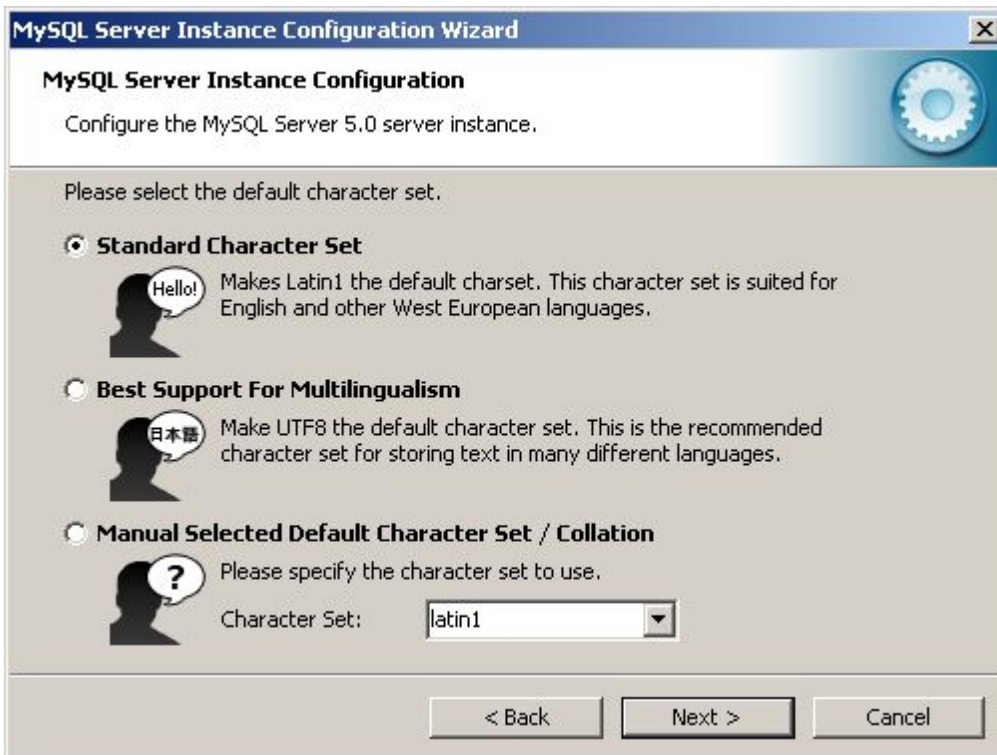 MySQL Server Instance Configuration Wizard
MySQL Server Instance Configuration
Configure the MySQL Server 5.0 server instance.
Please select the default character set.
Standard Character Set
Hello!
Makes Latin1 the default charset. This character set is suited for
English and other West European languages.
Best Support For Multilingualism
日本語
Make UTF8 the default character set. This is the recommended
character set for storing text in many different languages.
Manual Selected Default Character Set / Collation
?
Please specify the character set to use.
Character Set: latin1
< Back Next > Cancel